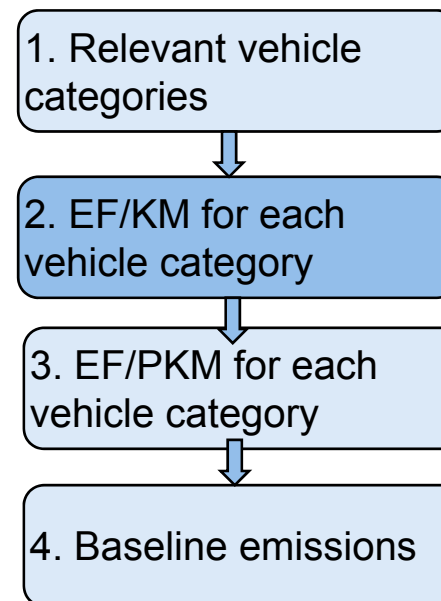 1. Relevant vehicle
categories
2. EF/KM for each
vehicle category
3. EF/PKM for each
vehicle category
4. Baseline emissions